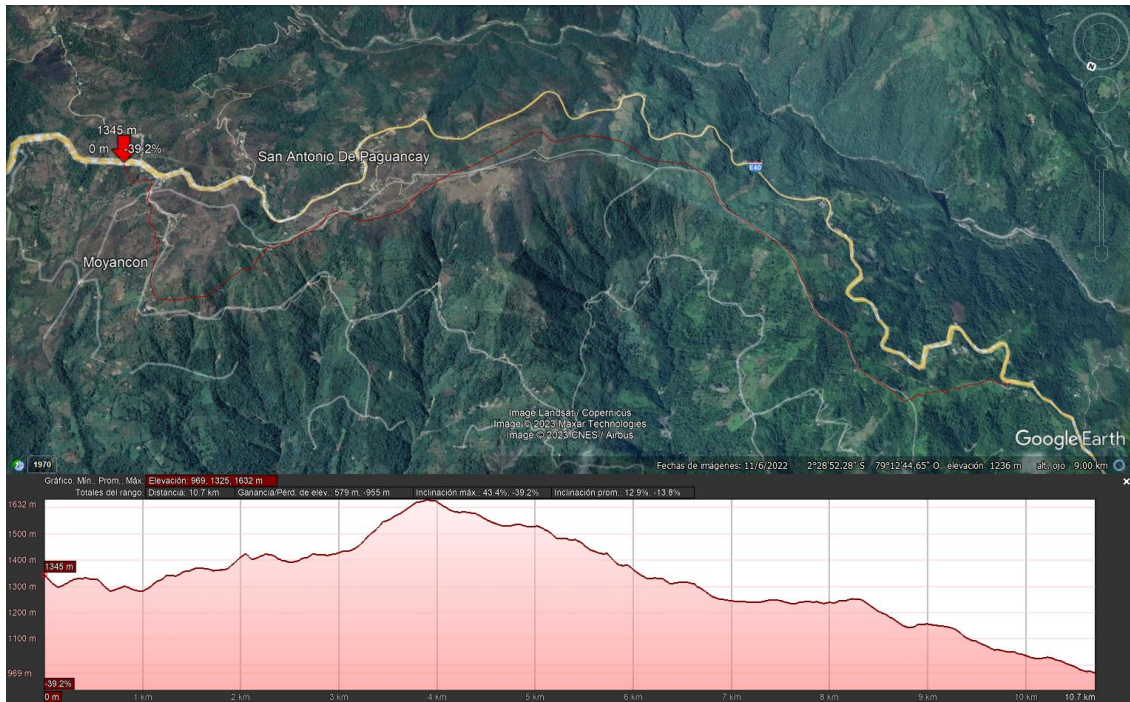 1345 m
0 m -39.2%
San Antonio De Paguancay
E40
Moyancon
N
Image Landsat / Copernicus
Image © 2023 Maxar Technologies
Image © 2023 CNES / Airbus
Google Earth
1970
Fechas de imágenes: 11/6/2022 2°28'52.28" S 79°12'44.65" O elevación 1236 m alt. ojo 9.00 km
Gráfico: Mín., Prom., Máx. Elevación: 969, 1325, 1632 m
Totales del rango: Distancia: 10.7 km Ganancia/Pérd. de elev.: 579 m, -955 m Inclinación máx.: 43.4%, -39.2% Inclinación prom.: 12.9%, -13.8%
1632 m
1500 m
1400 m
1345 m
1300 m
1200 m
1100 m
969 m
-39.2%
0 m 1 km 2 km 3 km 4 km 5 km 6 km 7 km 8 km 9 km 10 km 10.7 km